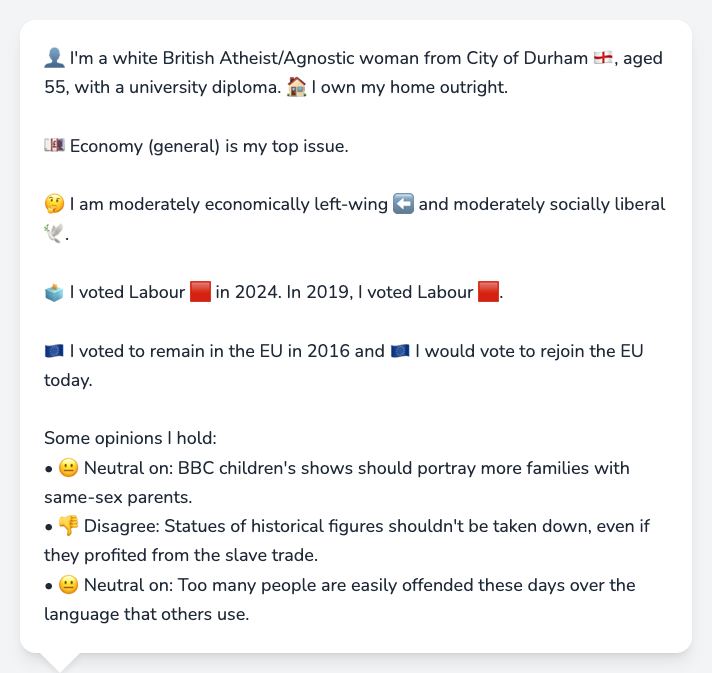 👤 I'm a white British Atheist/Agnostic woman from City of Durham 🏴󠁧󠁢󠁥󠁮󠁧󠁿, aged
55, with a university diploma. 🏠 I own my home outright.
💷 Economy (general) is my top issue.
🤔 I am moderately economically left-wing ⬅️ and moderately socially liberal
🕊️.
🗳️ I voted Labour 🟥 in 2024. In 2019, I voted Labour 🟥.
🇪🇺 I voted to remain in the EU in 2016 and 🇪🇺 I would vote to rejoin the EU
today.
Some opinions I hold:
• 😐 Neutral on: BBC children's shows should portray more families with
same-sex parents.
• 👎 Disagree: Statues of historical figures shouldn't be taken down, even if
they profited from the slave trade.
• 😐 Neutral on: Too many people are easily offended these days over the
language that others use.